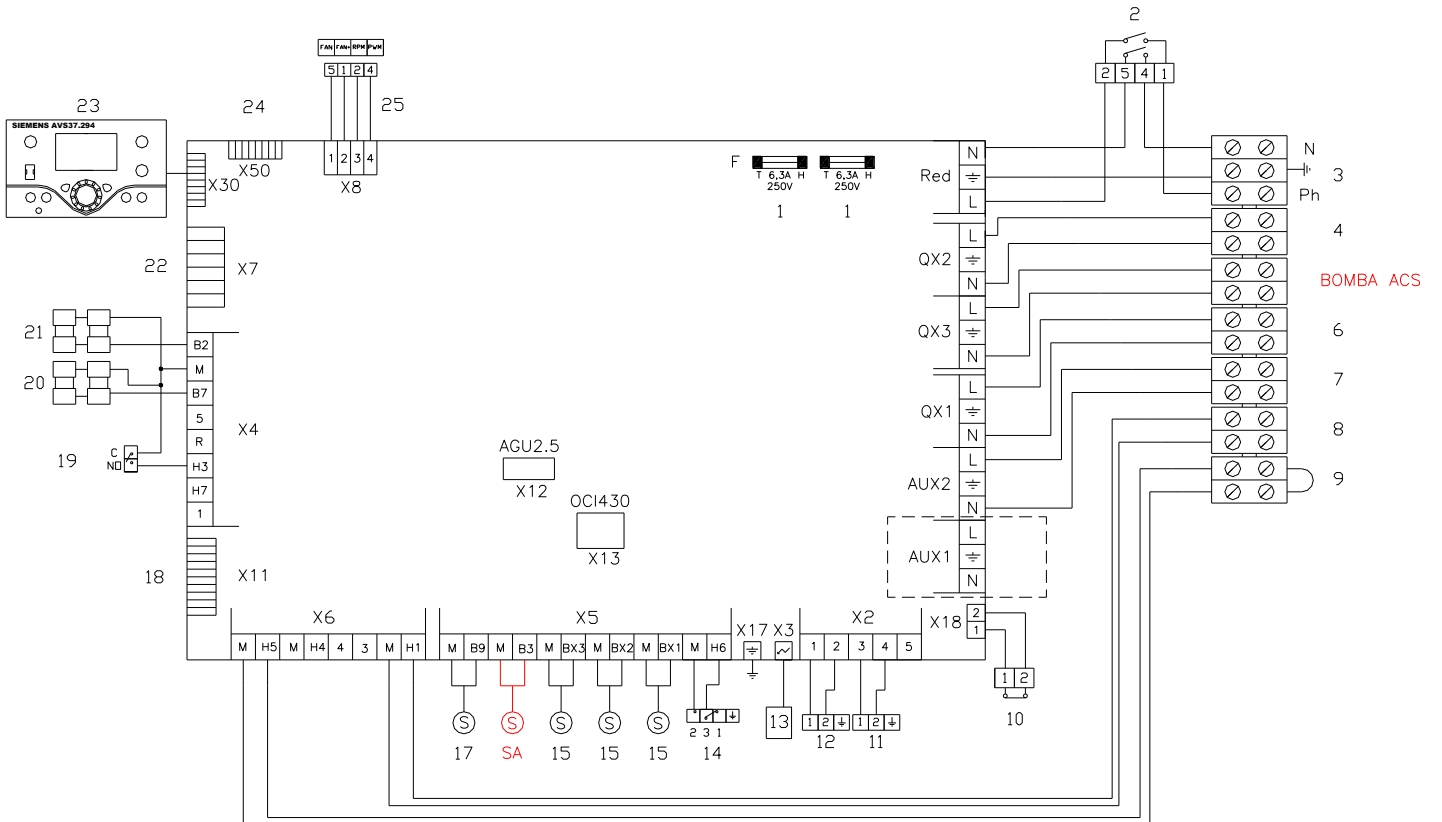 2
FAN FAN+ RPM PWM
5 1 2 4
2 5 4 1
23
24
25
SIEMENS AVS37.294
1 2 3 4
X30
X50
X8
F
T 6,3A H
250V
1
T 6,3A H
250V
1
Red
N
L
N
3
Ph
4
BOMBA ACS
6
7
8
9
22
X7
QX2
L
N
QX3
L
N
QX1
L
N
AUX2
L
N
AUX1
L
N
21
20
19
C
NO
B2
M
B7
5
R
H3
H7
1
X4
AGU2.5
X12
OCI430
X13
18
X11
X6
X5
X17
X3
X2
X18
2
1
M H5 M H4 4 3 M H1
M B9 M B3 M BX3 M BX2 M BX1 M H6
1 2 3 4 5
1 2
10
S S S S S
17
SA
15
15
15
2 3 1
14
13
1 2
12
1 2
11